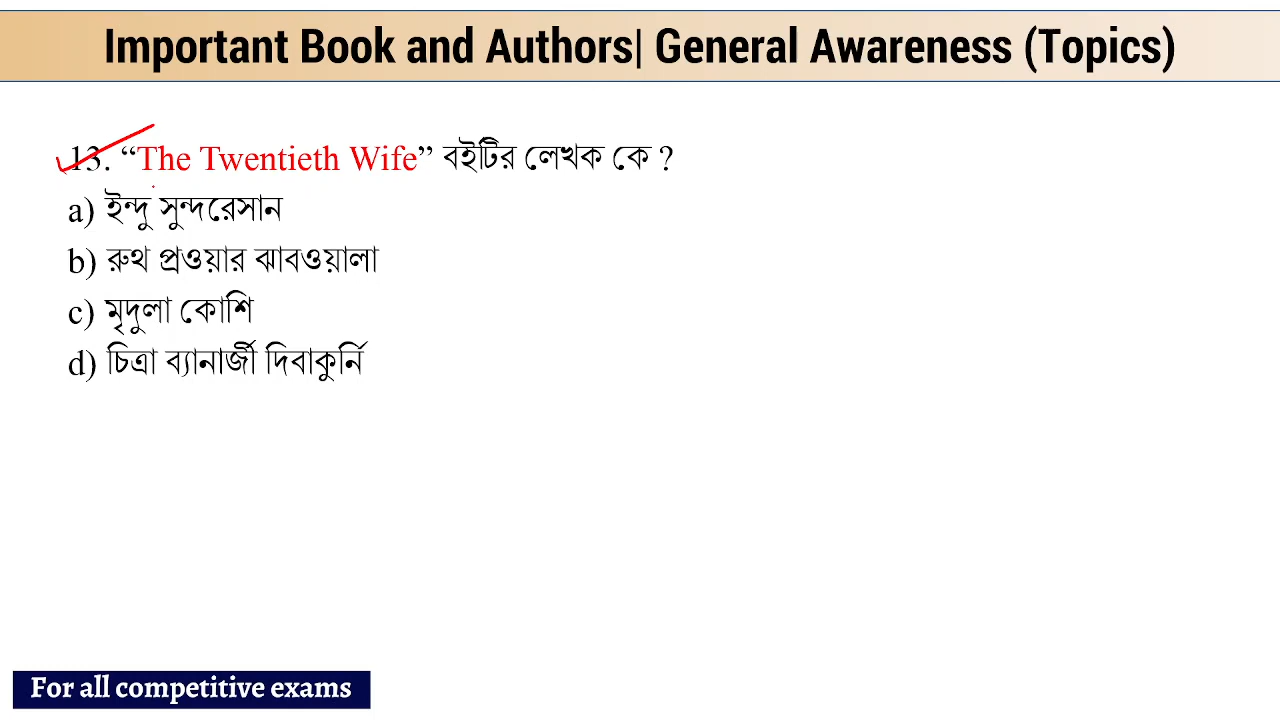 Important Book and Authors| General Awareness (Topics)
13. “The Twentieth Wife” বইটির লেখক কে ?
a) ইন্দু সুন্দরেসান
b) রুথ প্রওয়ার ঝাবওয়ালা
c) মৃদুলা কোশি
d) চিত্রা ব্যানার্জী দিবাকুর্নি
For all competitive exams